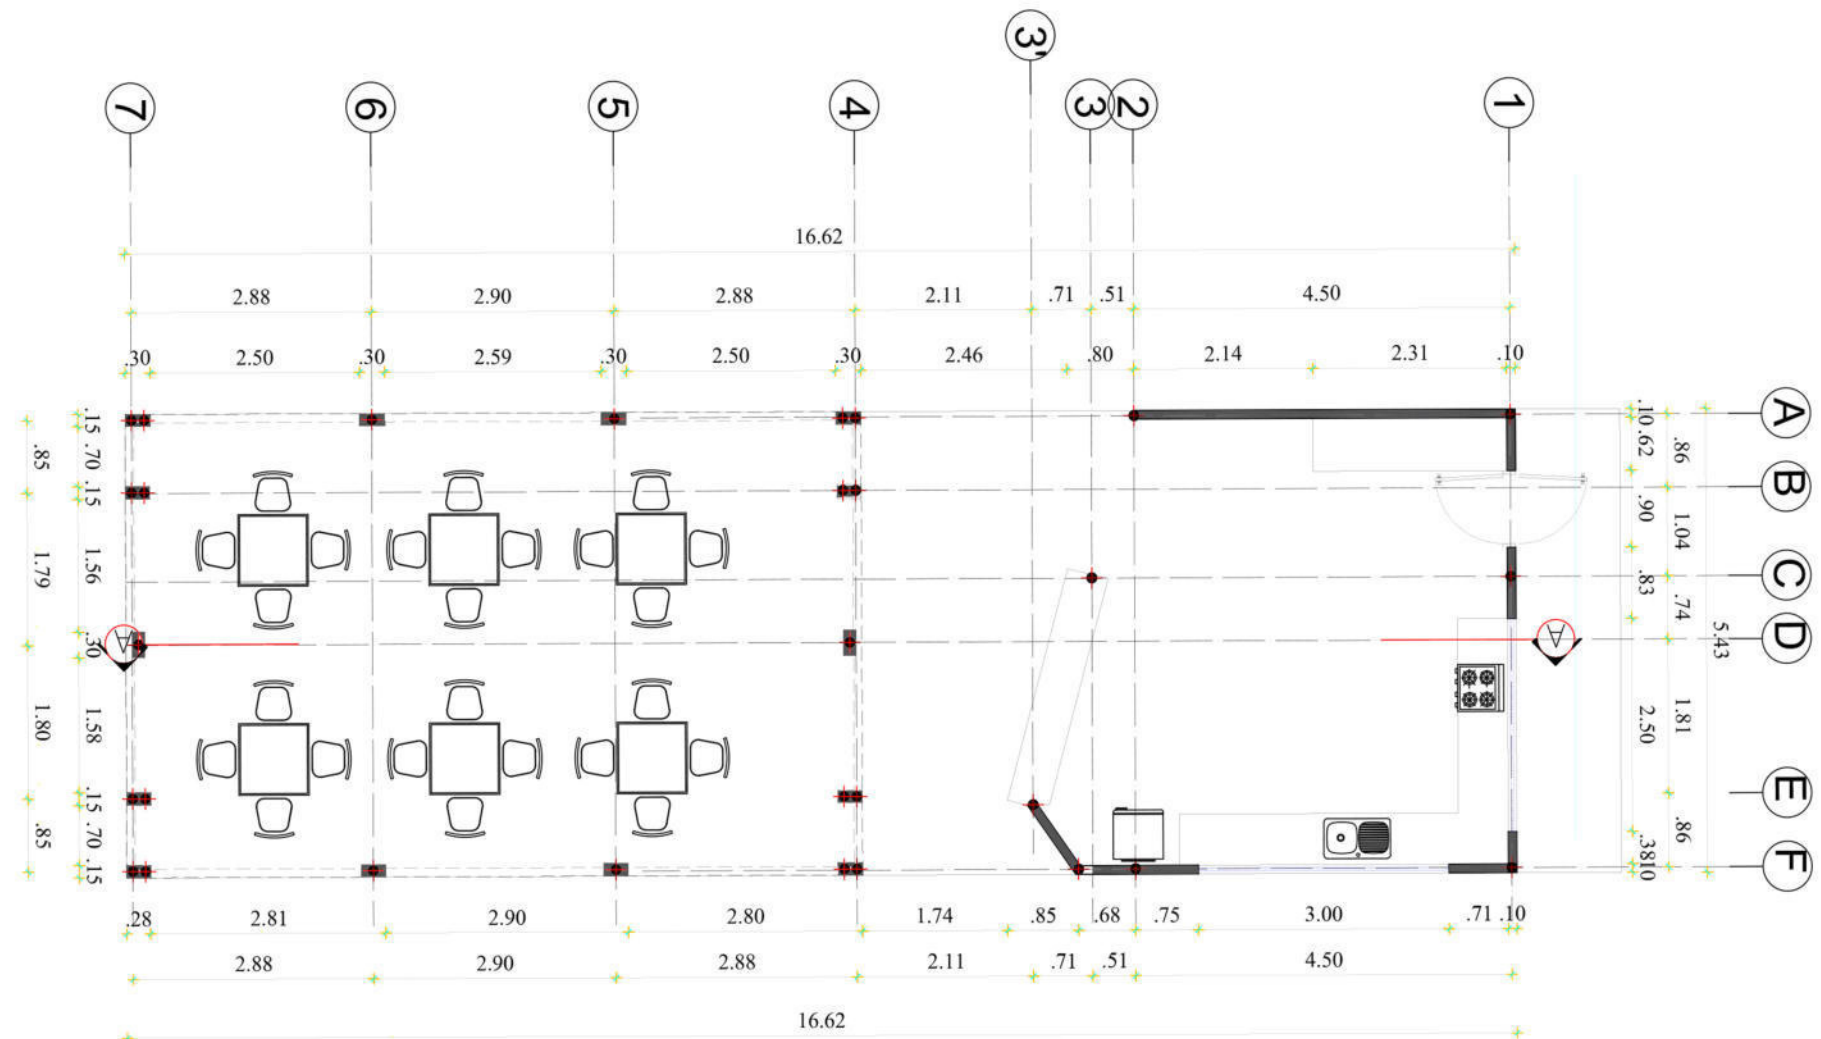 3'
7 6 5 4 3 2 1
16.62
2.88 2.90 2.88 2.11 .71 .51 4.50
.30 2.50 .30 2.59 .30 2.50 .30 2.46 .80 2.14 2.31 .10
A
B
C
D
E
F
.15 .70 .15 1.56 .30 1.58 .15 .70 .15
.85 1.79 1.80 .85
.10 .62 .90 .83 2.50 .38 .10
.86 1.04 .74 1.81 .86
5.43
A
A
.28 2.81 2.90 2.80 1.74 .85 .68 .75 3.00 .71 .10
2.88 2.90 2.88 2.11 .71 .51 4.50
16.62